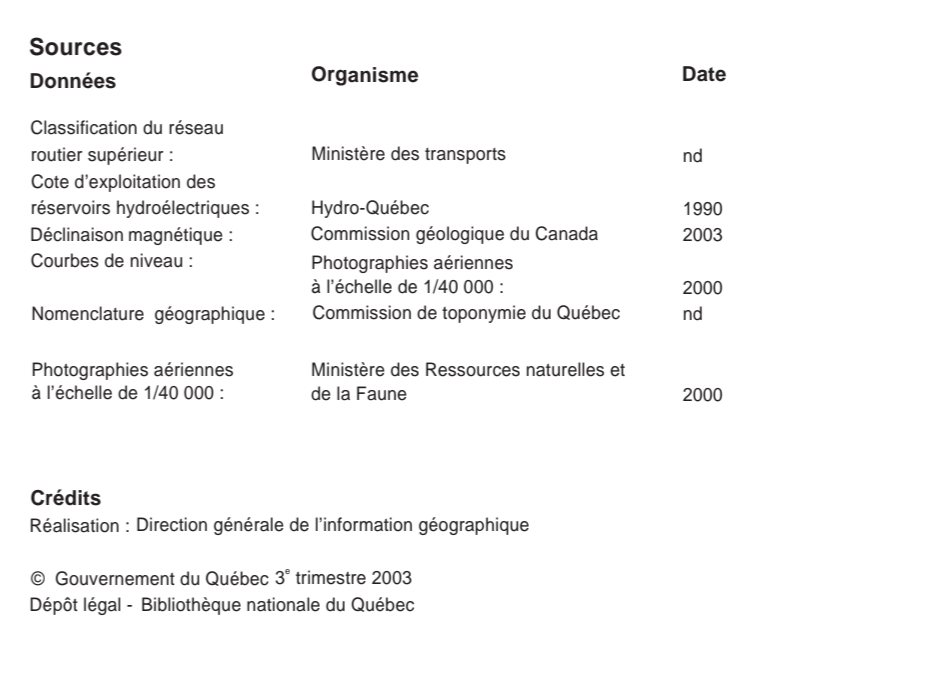 Sources
Données Organisme Date
Classification du réseau
routier supérieur : Ministère des transports nd
Cote d'exploitation des
réservoirs hydroélectriques : Hydro-Québec 1990
Déclinaison magnétique : Commission géologique du Canada 2003
Courbes de niveau : Photographies aériennes
à l'échelle de 1/40 000 : 2000
Nomenclature géographique : Commission de toponymie du Québec nd
Photographies aériennes Ministère des Ressources naturelles et
à l'échelle de 1/40 000 : de la Faune 2000
Crédits
Réalisation : Direction générale de l'information géographique
© Gouvernement du Québec 3e trimestre 2003
Dépôt légal - Bibliothèque nationale du Québec